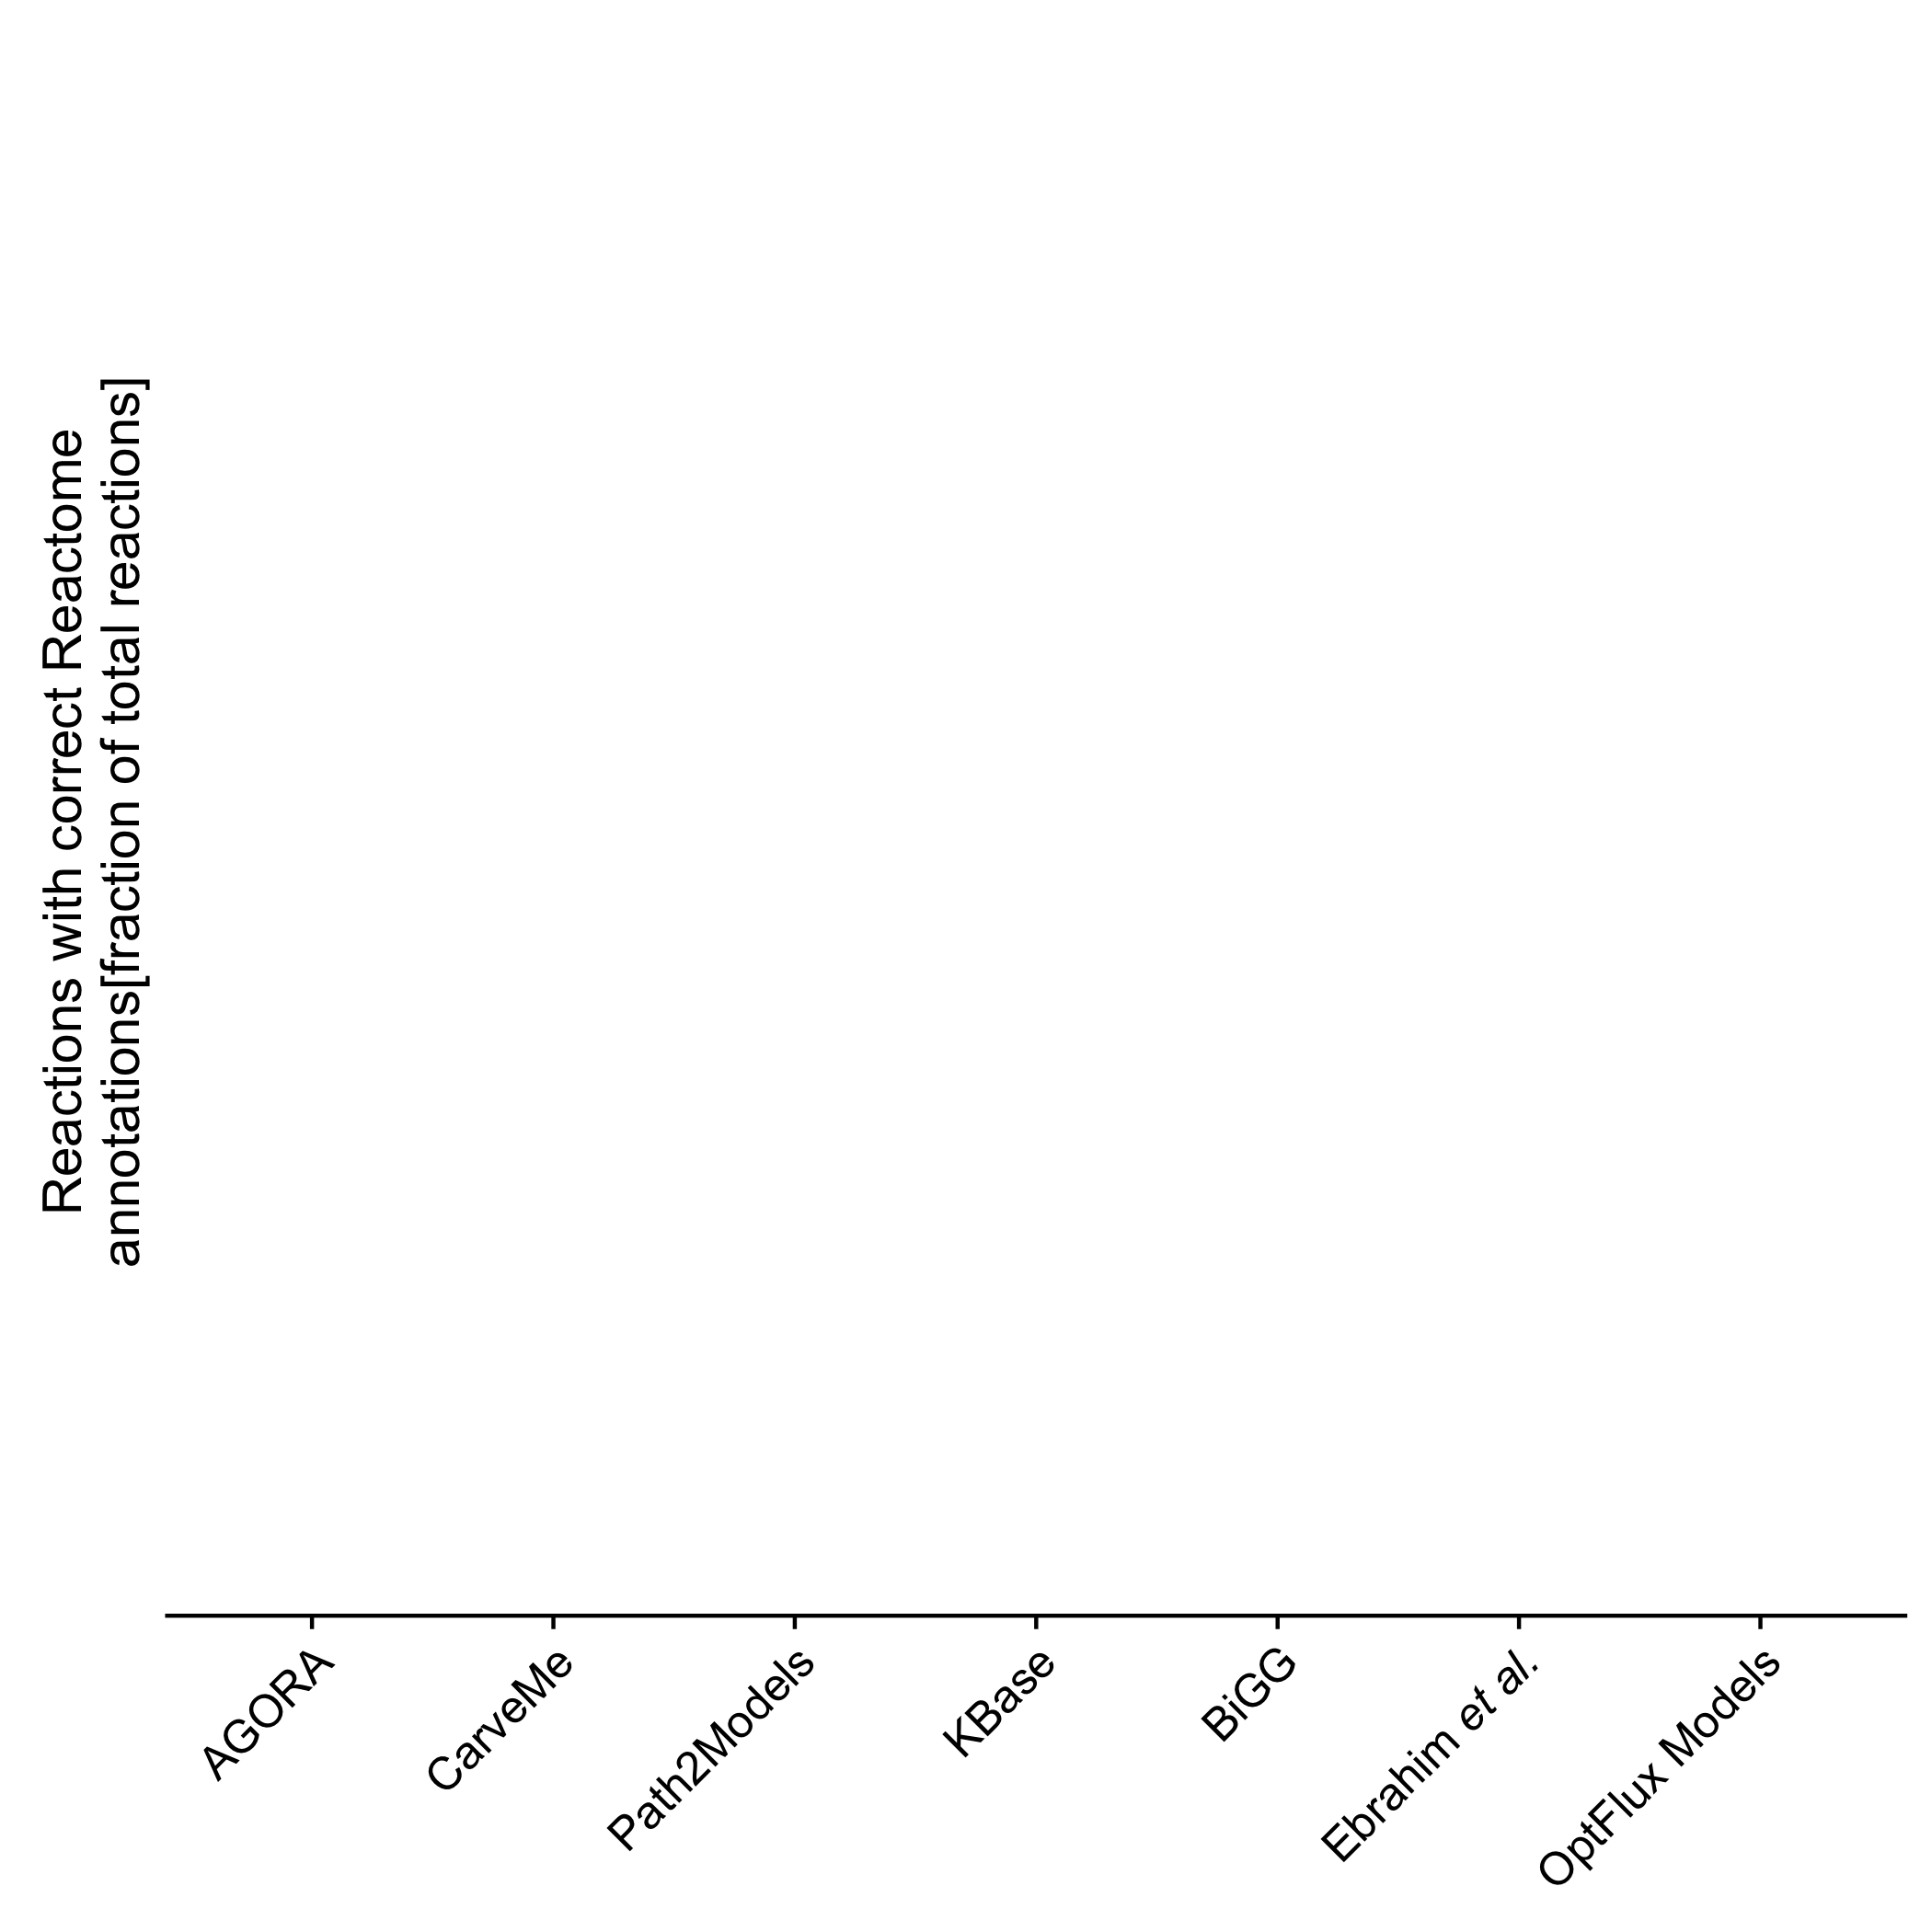 Reactions with correct Reactome
annotations[fraction of total reactions]
AGORA
CarveMe
Path2Models
KBase
BiGG
Ebrahim et al.
OptFlux Models